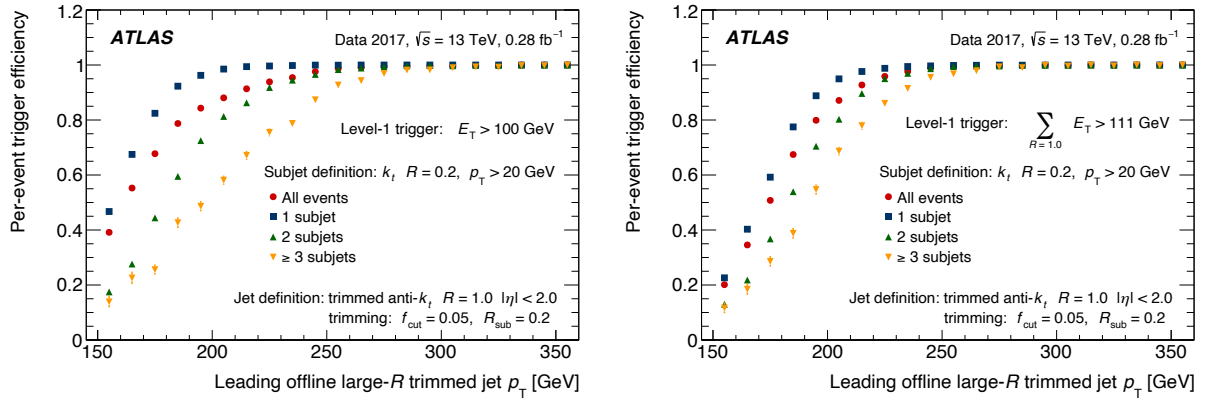 Per-event trigger efficiency
1.2
1
0.8
0.6
0.4
0.2
0
ATLAS
Data 2017, √s = 13 TeV, 0.28 fb⁻¹
Level-1 trigger: E_T > 100 GeV
Subjet definition: k_t R = 0.2, p_T > 20 GeV
All events
1 subjet
2 subjets
≥ 3 subjets
Jet definition: trimmed anti-k_t R = 1.0 |η| < 2.0
trimming: f_cut = 0.05, R_sub = 0.2
150 200 250 300 350
Leading offline large-R trimmed jet p_T [GeV]
Per-event trigger efficiency
1.2
1
0.8
0.6
0.4
0.2
0
ATLAS
Data 2017, √s = 13 TeV, 0.28 fb⁻¹
Level-1 trigger: ∑ E_T > 111 GeV
R = 1.0
Subjet definition: k_t R = 0.2, p_T > 20 GeV
All events
1 subjet
2 subjets
≥ 3 subjets
Jet definition: trimmed anti-k_t R = 1.0 |η| < 2.0
trimming: f_cut = 0.05, R_sub = 0.2
150 200 250 300 350
Leading offline large-R trimmed jet p_T [GeV]